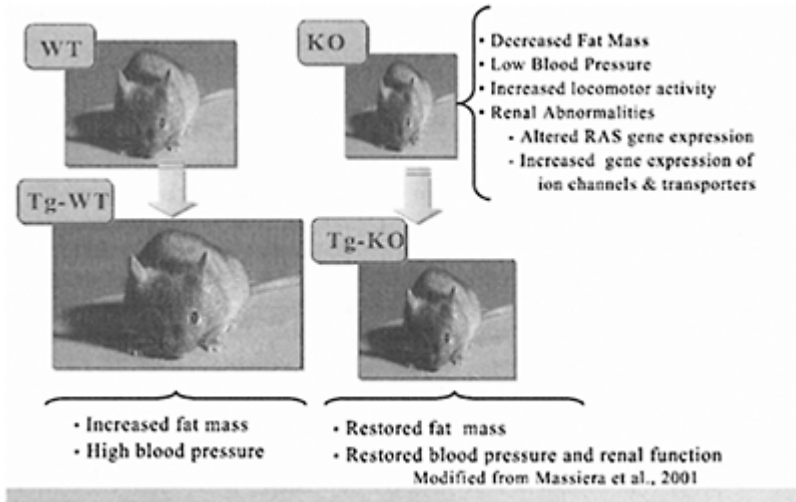 WT
KO
• Decreased Fat Mass
• Low Blood Pressure
• Increased locomotor activity
• Renal Abnormalities
- Altered RAS gene expression
- Increased gene expression of
ion channels & transporters
Tg-WT
Tg-KO
• Increased fat mass
• High blood pressure
• Restored fat mass
• Restored blood pressure and renal function
Modified from Massiera et al., 2001